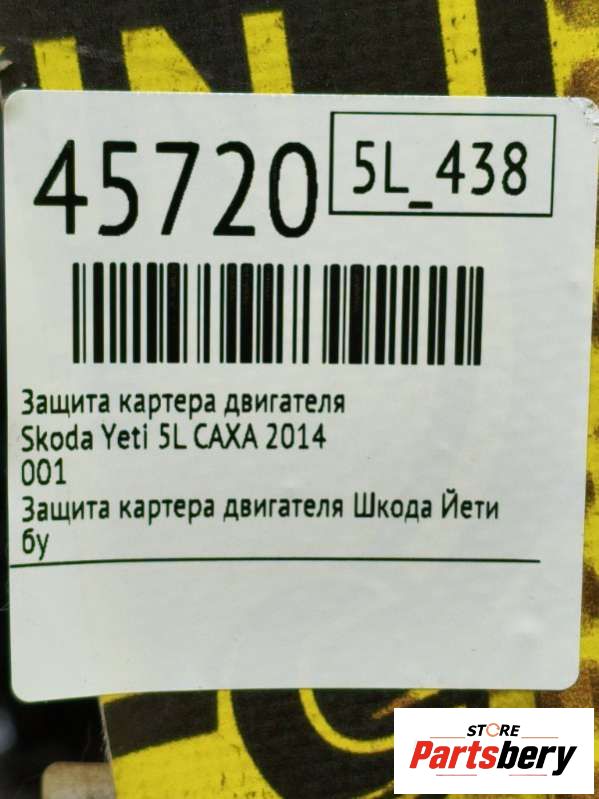 45720
5L_438
Защита картера двигателя
Skoda Yeti 5L CAXA 2014
001
Защита картера двигателя Шкода Йети
бу
STORE
Partsbery